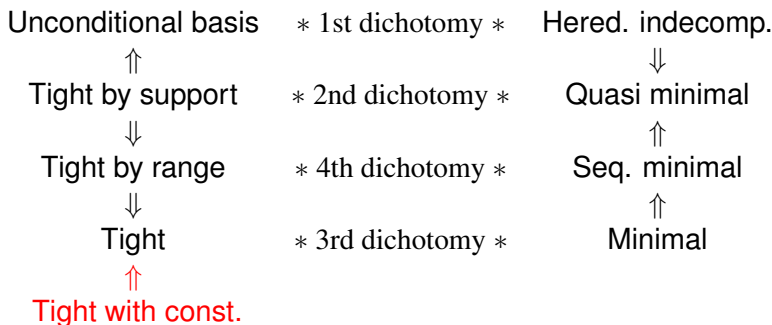 Unconditional basis ∗ 1st dichotomy ∗ Hered. indecomp.
⇑ ⇓
Tight by support ∗ 2nd dichotomy ∗ Quasi minimal
⇓ ⇑
Tight by range ∗ 4th dichotomy ∗ Seq. minimal
⇓ ⇑
Tight ∗ 3rd dichotomy ∗ Minimal
⇑
Tight with const.